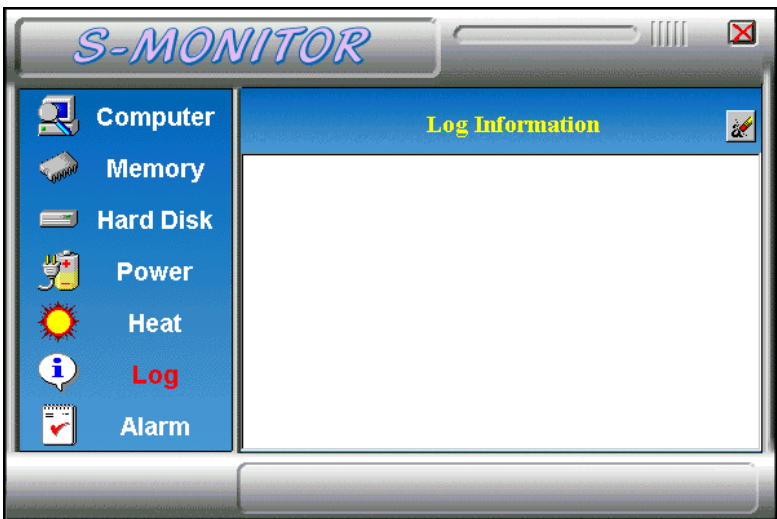 S-MONITOR
Computer
Memory
Hard Disk
Power
Heat
Log
Alarm
Log Information